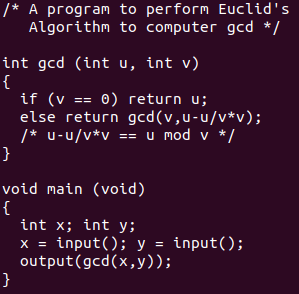 /* A program to perform Euclid's
   Algorithm to computer gcd */

int gcd (int u, int v)
{
  if (v == 0) return u;
  else return gcd(v,u-u/v*v);
  /* u-u/v*v == u mod v */
}

void main (void)
{
  int x; int y;
  x = input(); y = input();
  output(gcd(x,y));
}